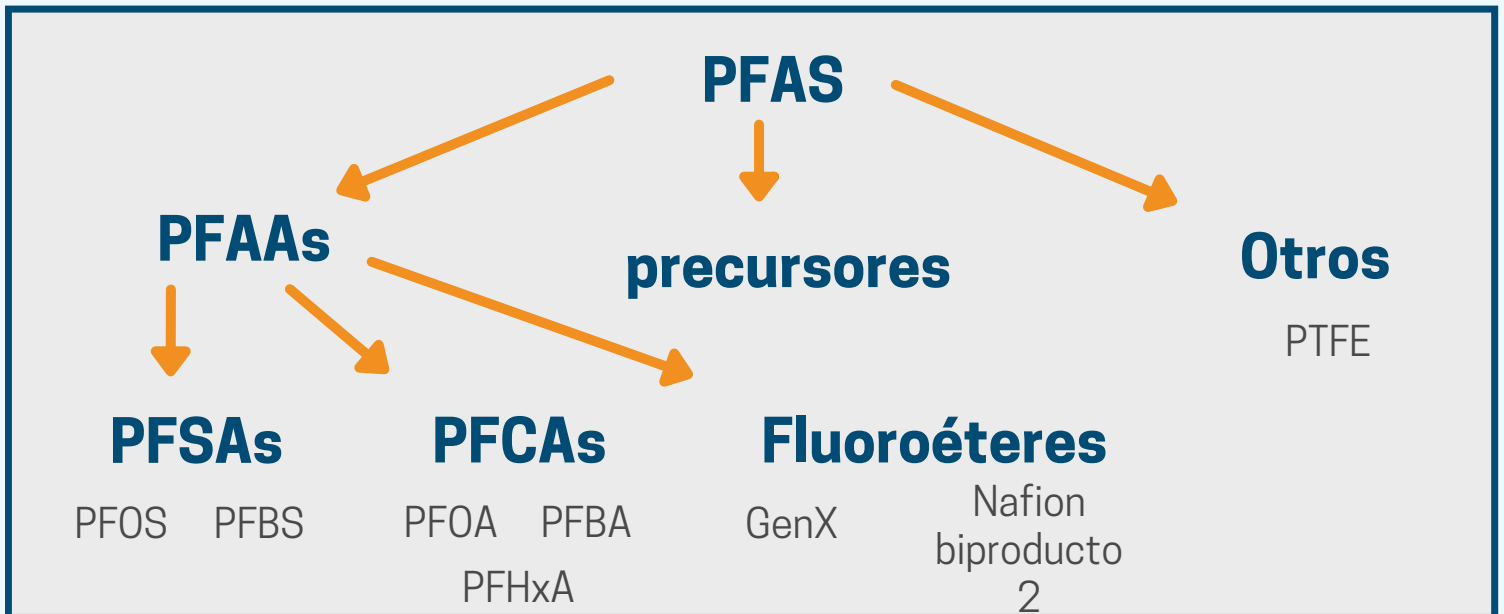 PFAS
PFAAs
precursores
Otros
PTFE
PFSAs
PFCAs
Fluoroéteres
PFOS PFBS
PFOA PFBA
PFHxA
GenX
Nafion
biproducto
2